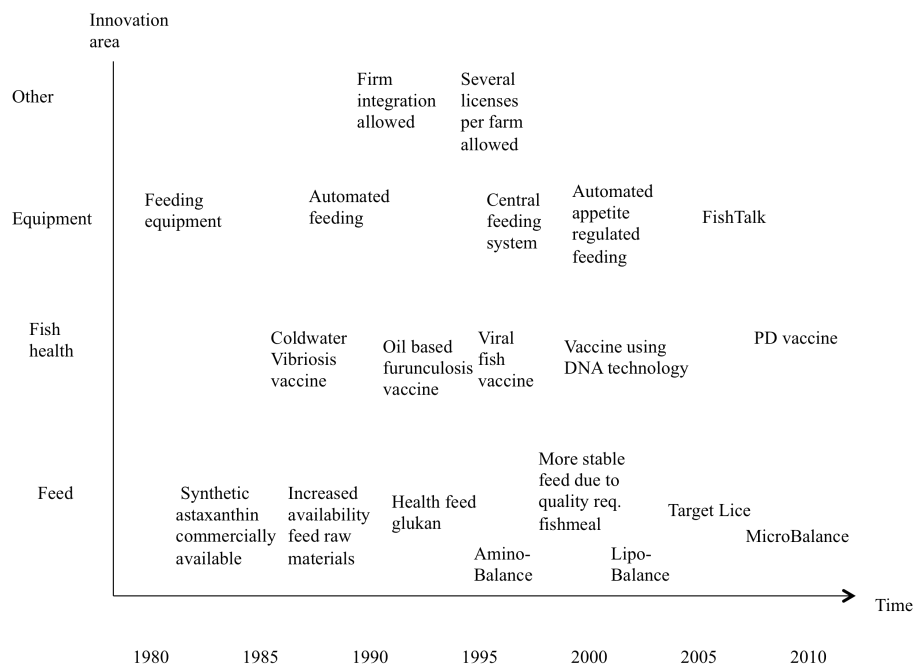 Innovation
area
Other
Firm
integration
allowed
Several
licenses
per farm
allowed
Equipment
Feeding
equipment
Automated
feeding
Central
feeding
system
Automated
appetite
regulated
feeding
FishTalk
Fish
health
Coldwater
Vibriosis
vaccine
Oil based
furunculosis
vaccine
Viral
fish
vaccine
Vaccine using
DNA technology
PD vaccine
Feed
Synthetic
astaxanthin
commercially
available
Increased
availability
feed raw
materials
Health feed
glukan
Amino-
Balance
More stable
feed due to
quality req.
fishmeal
Lipo-
Balance
Target Lice
MicroBalance
Time
1980 1985 1990 1995 2000 2005 2010